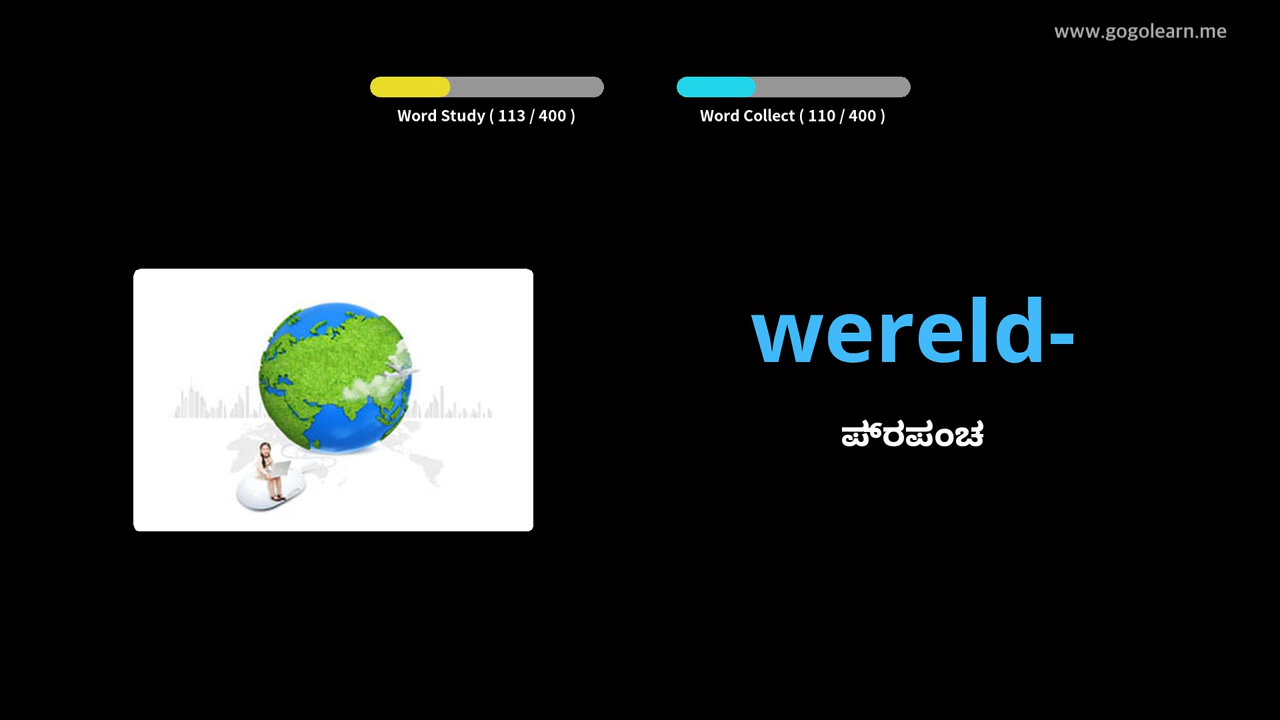 www.gogolearn.me
Word Study ( 113 / 400 )
Word Collect ( 110 / 400 )
wereld-
ಪ್ರಪಂಚ